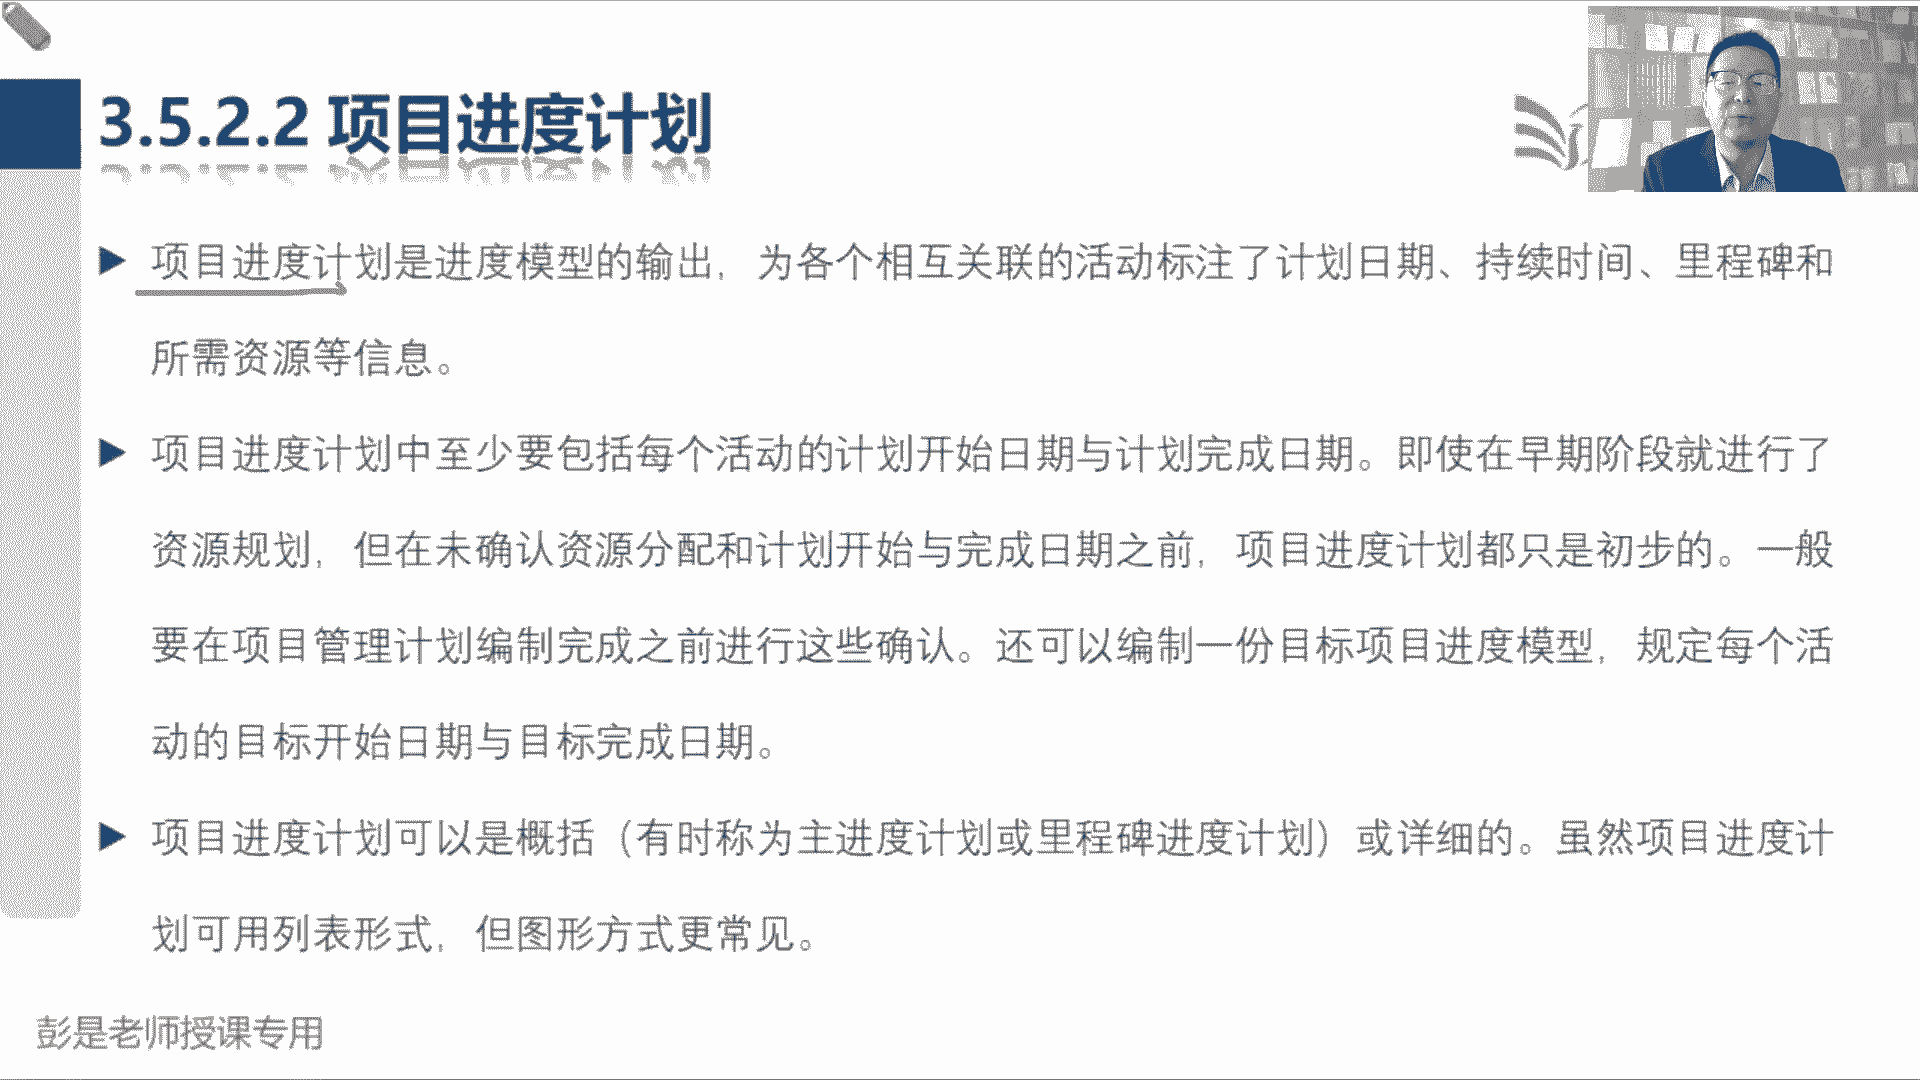 3.5.2.2 项目进度计划
项目进度计划是进度模型的输出，为各个相互关联的活动标注了计划日期、持续时间、里程碑和
所需资源等信息。
项目进度计划中至少要包括每个活动的计划开始日期与计划完成日期。即使在早期阶段就进行了
资源规划，但在未确认资源分配和计划开始与完成日期之前，项目进度计划都只是初步的。一般
要在项目管理计划编制完成之前进行这些确认。还可以编制一份目标项目进度模型，规定每个活
动的目标开始日期与目标完成日期。
项目进度计划可以是概括（有时称为主进度计划或里程碑进度计划）或详细的。虽然项目进度计
划可用列表形式，但图形方式更常见。
彭是老师授课专用